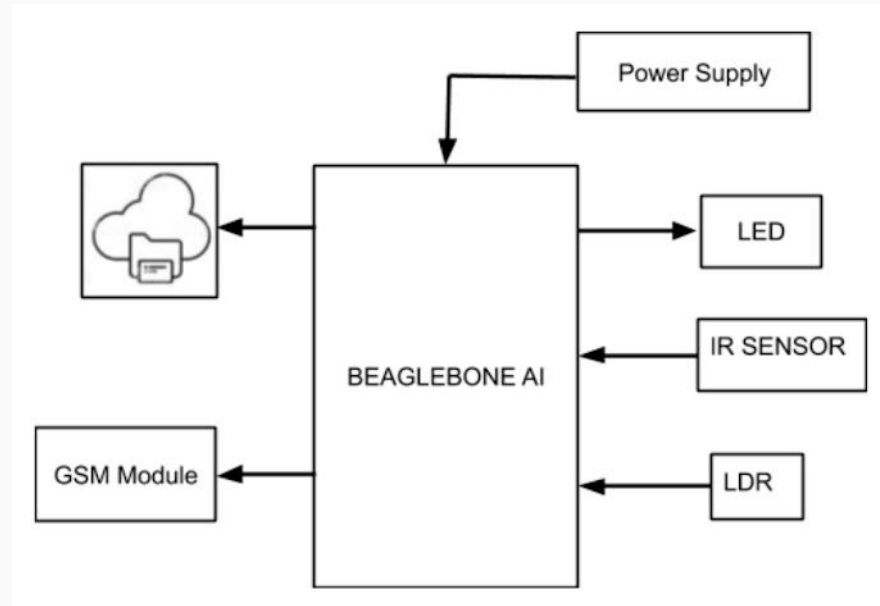 Power Supply
LED
IR SENSOR
BEAGLEBONE AI
GSM Module
LDR